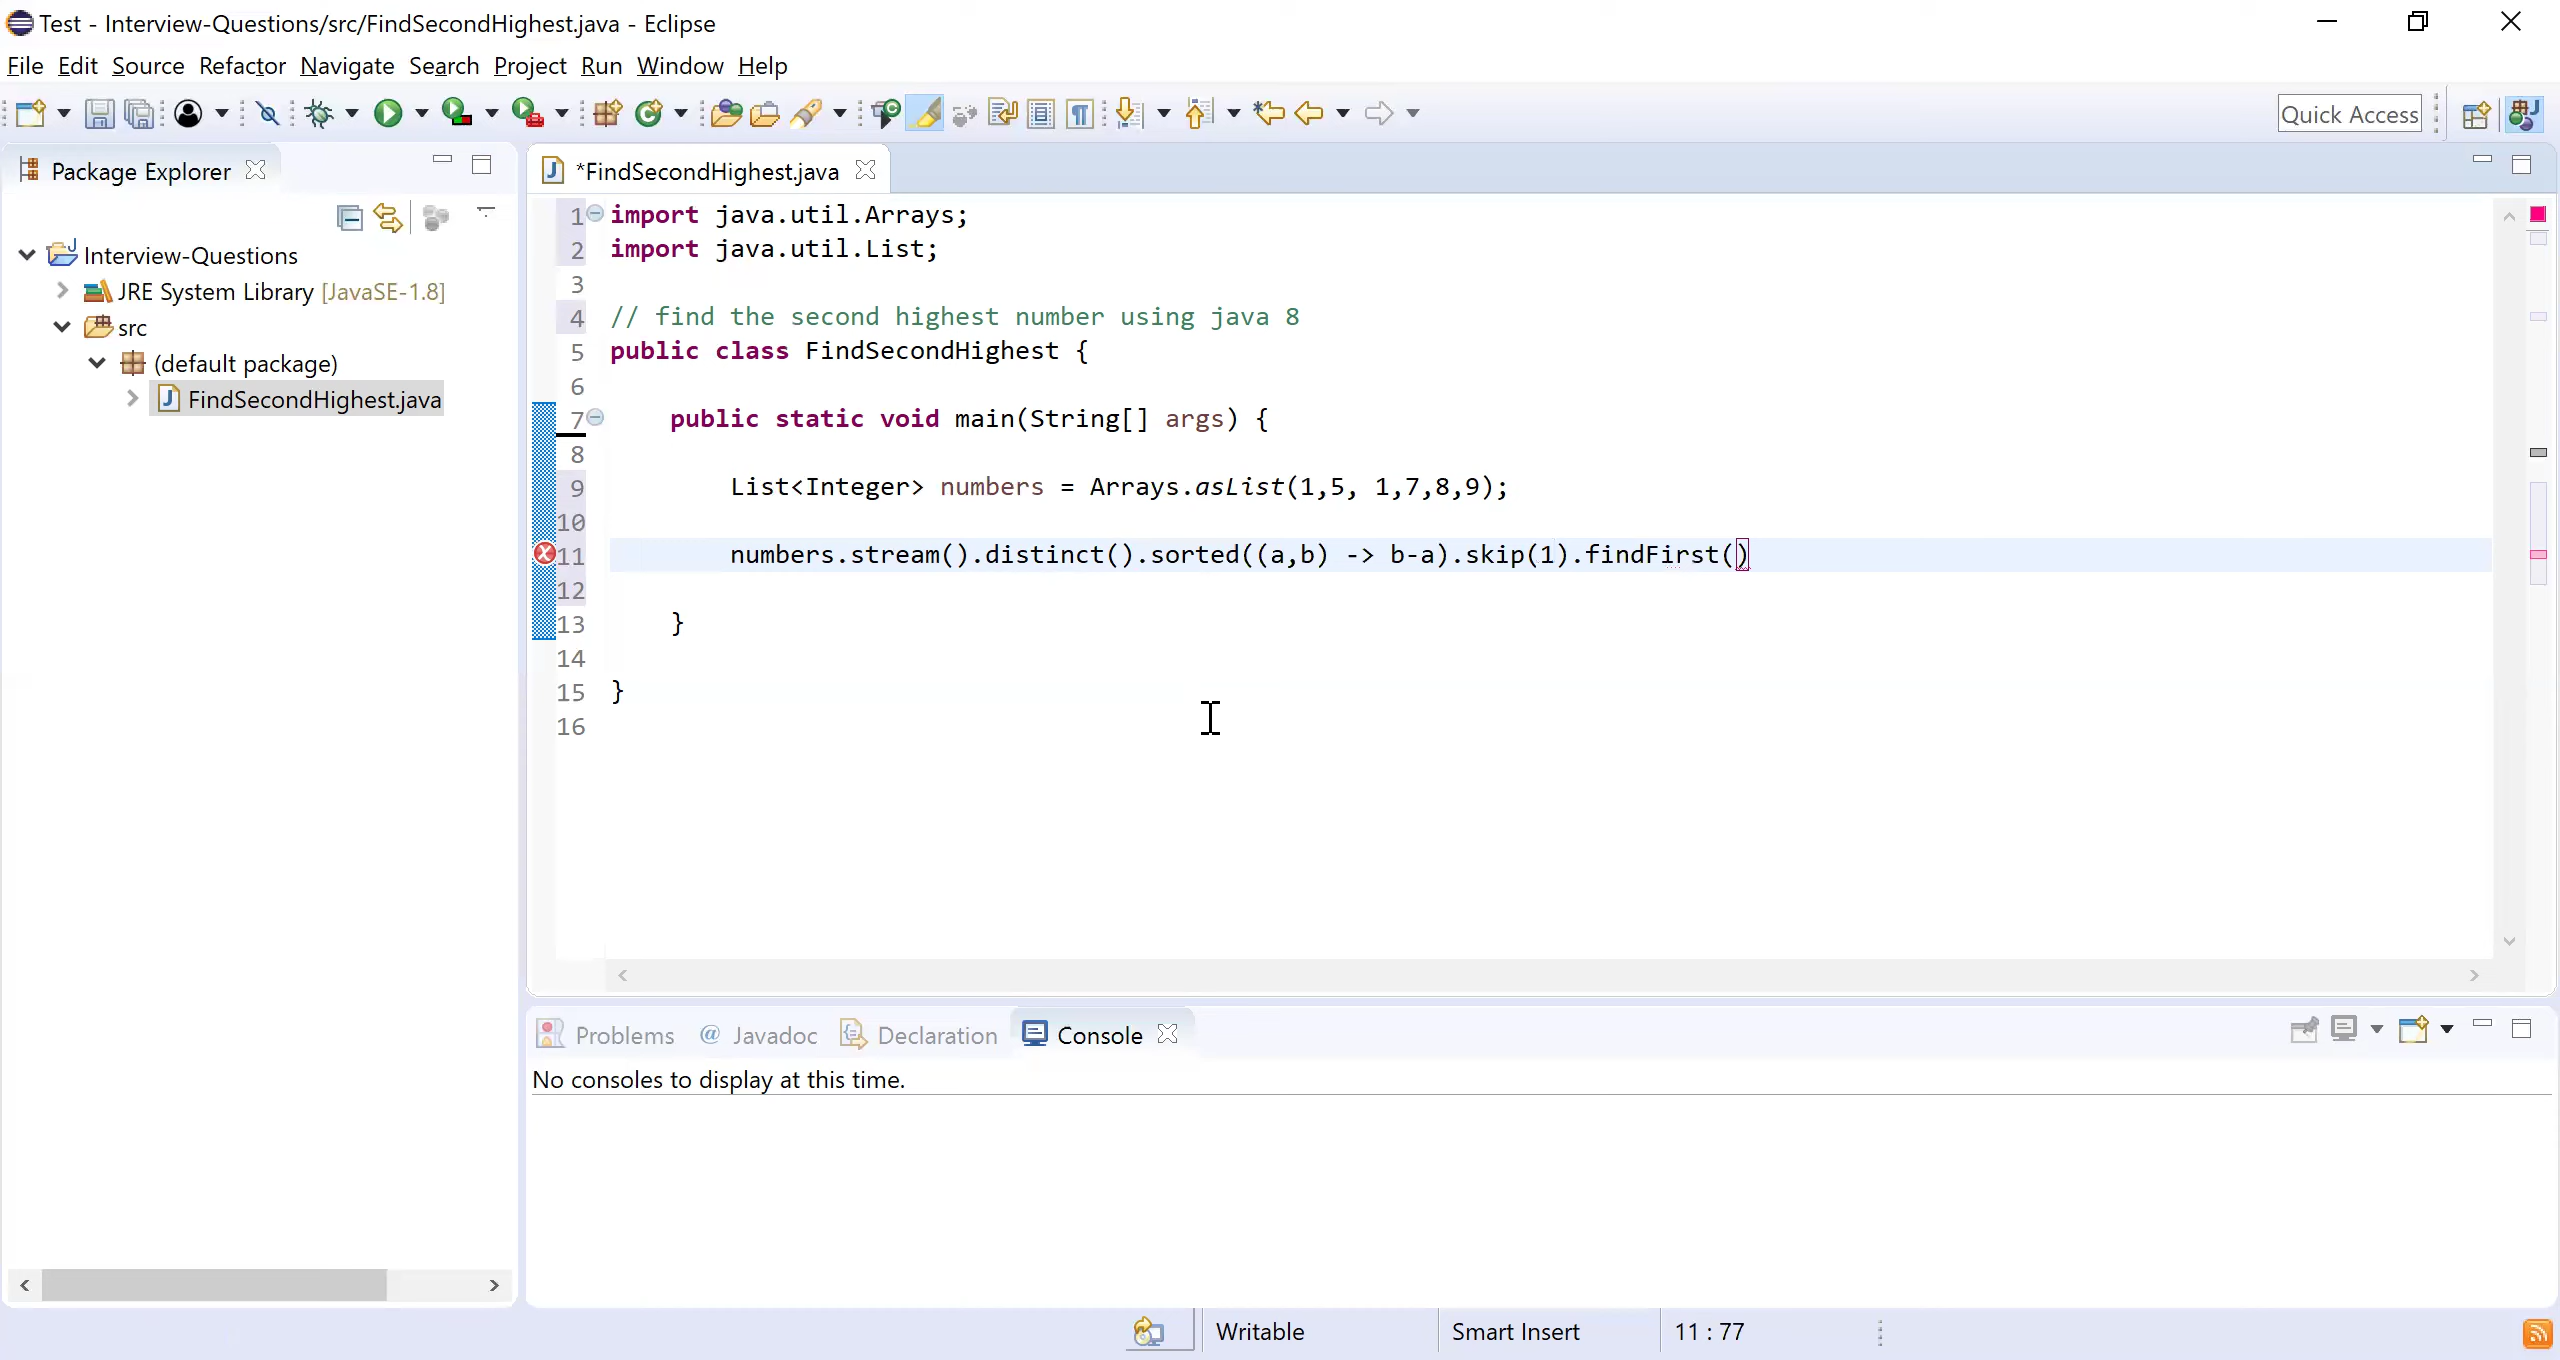 Test - Interview-Questions/src/FindSecondHighest.java - Eclipse
File Edit Source Refactor Navigate Search Project Run Window Help
Quick Access
Package Explorer
Interview-Questions
JRE System Library [JavaSE-1.8]
src
(default package)
FindSecondHighest.java
*FindSecondHighest.java
1 import java.util.Arrays;
2 import java.util.List;
3
4 // find the second highest number using java 8
5 public class FindSecondHighest {
6
7 public static void main(String[] args) {
8
9 List<Integer> numbers = Arrays.asList(1,5, 1,7,8,9);
10
11 numbers.stream().distinct().sorted((a,b) -> b-a).skip(1).findFirst()
12
13 }
14
15 }
16
Problems @ Javadoc Declaration Console
No consoles to display at this time.
Writable Smart Insert 11 : 77